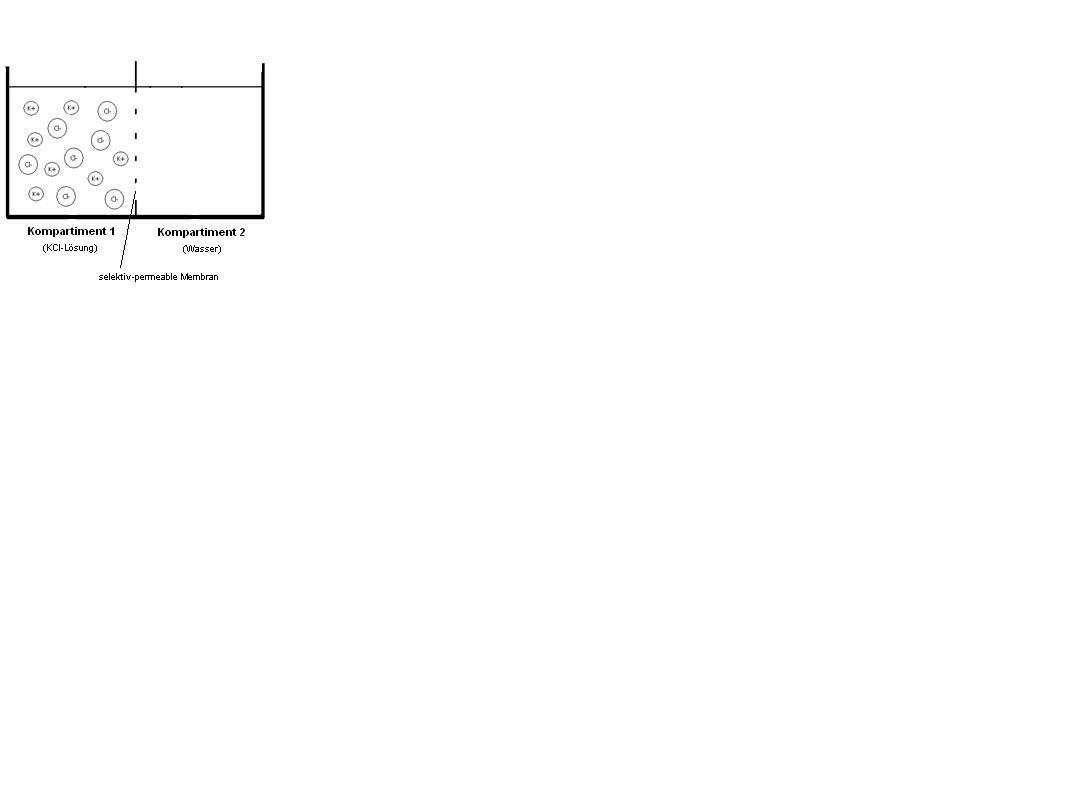 K+ K+ Cl-
Cl-
K+ Cl-
Cl- K+ Cl- K+
K+
K+ Cl- Cl-
Kompartiment 1 Kompartiment 2
(KCl-Lösung) (Wasser)
selektiv-permeable Membran